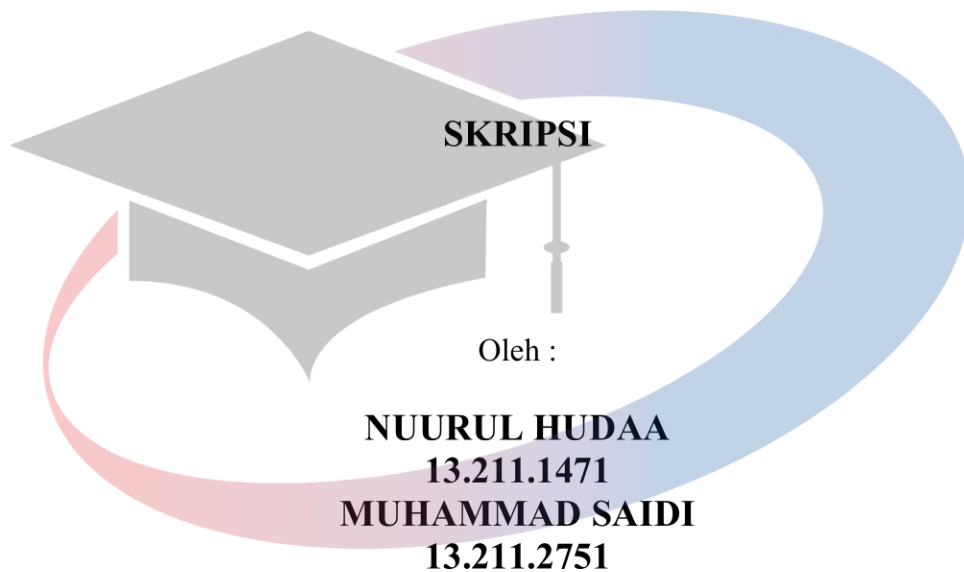 SKRIPSI
Oleh :
NUURUL HUDAA
13.211.1471
MUHAMMAD SAIDI
13.211.2751